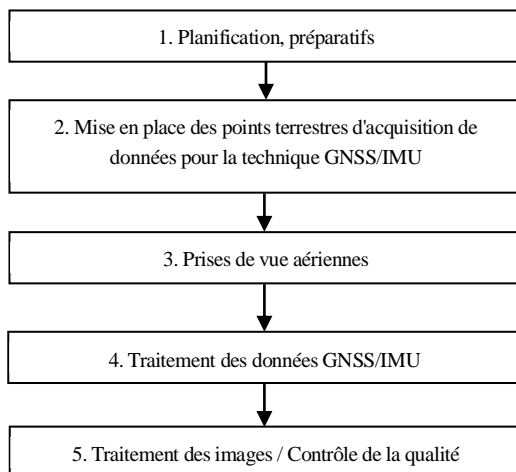 1. Planification, préparatifs
2. Mise en place des points terrestres d'acquisition de
données pour la technique GNSS/IMU
3. Prises de vue aériennes
4. Traitement des données GNSS/IMU
5. Traitement des images / Contrôle de la qualité